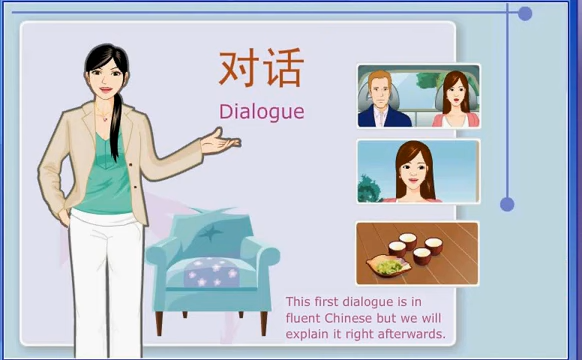 对话
Dialogue
This first dialogue is in
fluent Chinese but we will
explain it right afterwards.